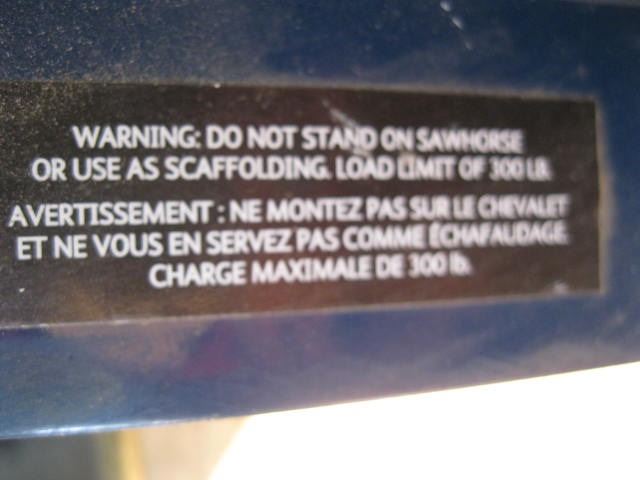 WARNING: DO NOT STAND ON SAWHORSE
OR USE AS SCAFFOLDING. LOAD LIMIT OF 300 LB.
AVERTISSEMENT : NE MONTEZ PAS SUR LE CHEVALET
ET NE VOUS EN SERVEZ PAS COMME ÉCHAFAUDAGE.
CHARGE MAXIMALE DE 300 lb.